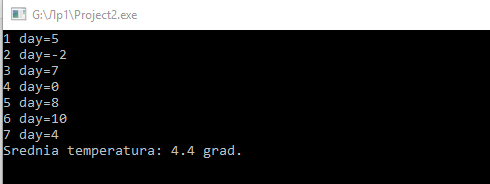 G:\Лр1\Project2.exe
1 day=5
2 day=-2
3 day=7
4 day=0
5 day=8
6 day=10
7 day=4
Srednia temperatura: 4.4 grad.